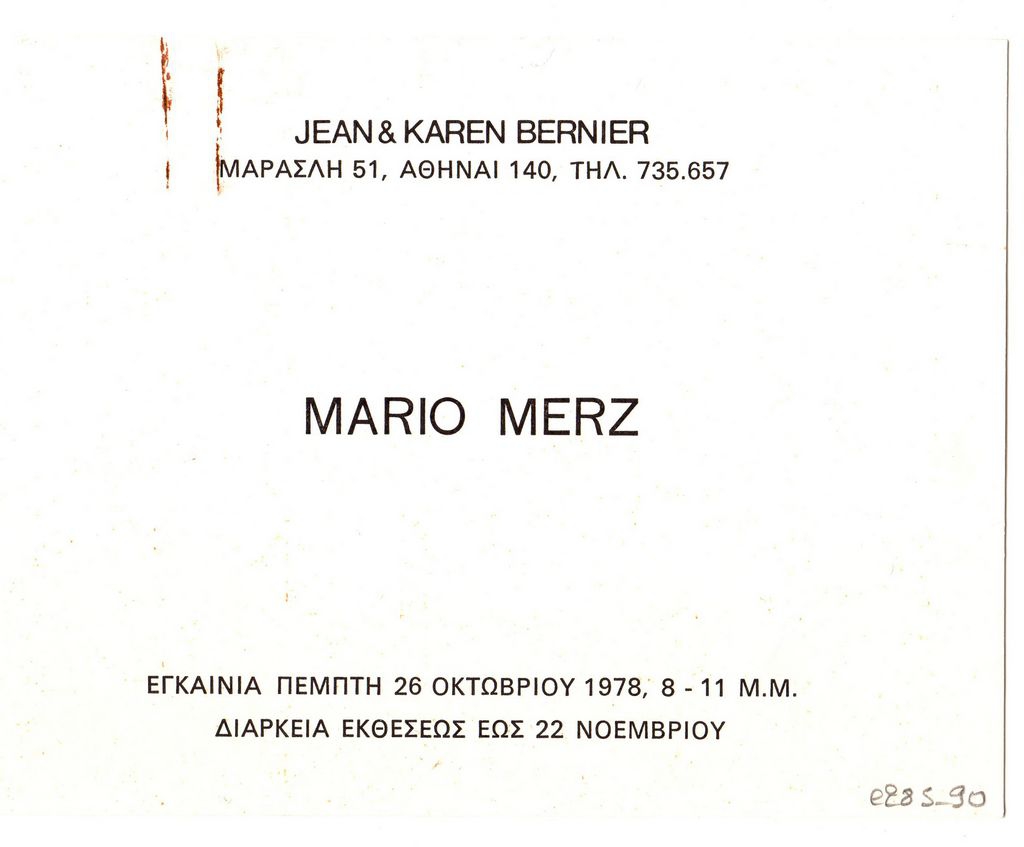 JEAN & KAREN BERNIER
ΜΑΡΑΣΛΗ 51, ΑΘΗΝΑΙ 140, ΤΗΛ. 735.657
MARIO MERZ
ΕΓΚΑΙΝΙΑ ΠΕΜΠΤΗ 26 ΟΚΤΩΒΡΙΟΥ 1978, 8 - 11 Μ.Μ.
ΔΙΑΡΚΕΙΑ ΕΚΘΕΣΕΩΣ ΕΩΣ 22 ΝΟΕΜΒΡΙΟΥ